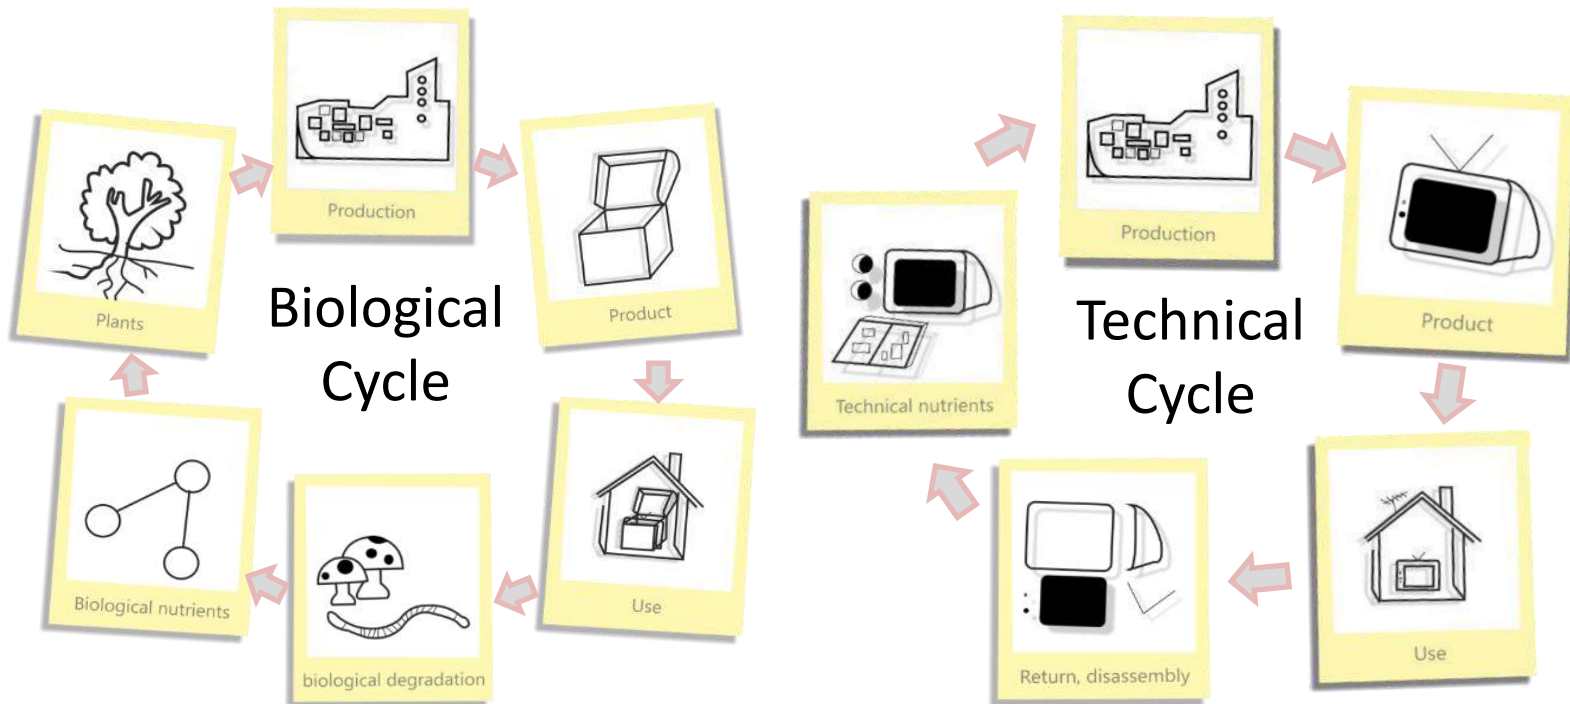 Biological
Cycle
Plants
Production
Product
Use
biological degradation
Biological nutrients
Technical
Cycle
Production
Product
Use
Return, disassembly
Technical nutrients